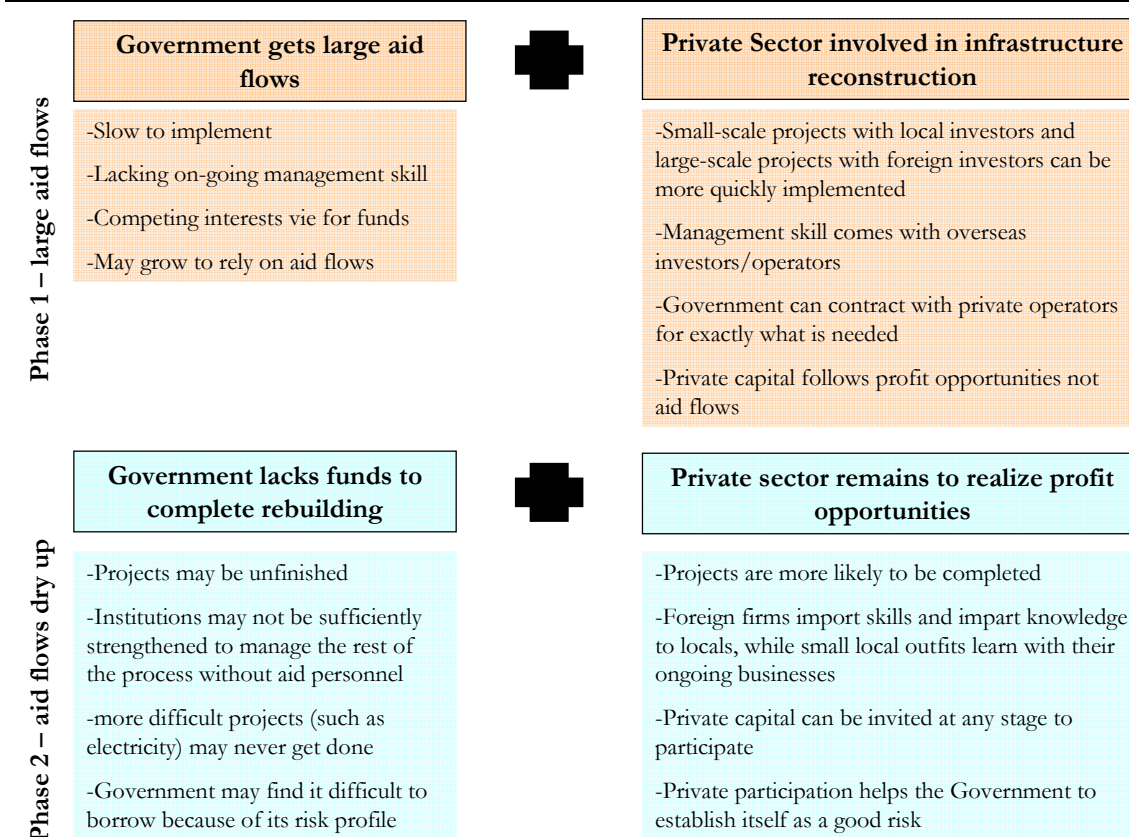 Phase 1 – large aid flows
Government gets large aid
flows
-Slow to implement
-Lacking on-going management skill
-Competing interests vie for funds
-May grow to rely on aid flows
Private Sector involved in infrastructure
reconstruction
-Small-scale projects with local investors and
large-scale projects with foreign investors can be
more quickly implemented
-Management skill comes with overseas
investors/operators
-Government can contract with private operators
for exactly what is needed
-Private capital follows profit opportunities not
aid flows
Phase 2 – aid flows dry up
Government lacks funds to
complete rebuilding
-Projects may be unfinished
-Institutions may not be sufficiently
strengthened to manage the rest of
the process without aid personnel
-more difficult projects (such as
electricity) may never get done
-Government may find it difficult to
borrow because of its risk profile
Private sector remains to realize profit
opportunities
-Projects are more likely to be completed
-Foreign firms import skills and impart knowledge
to locals, while small local outfits learn with their
ongoing businesses
-Private capital can be invited at any stage to
participate
-Private participation helps the Government to
establish itself as a good risk